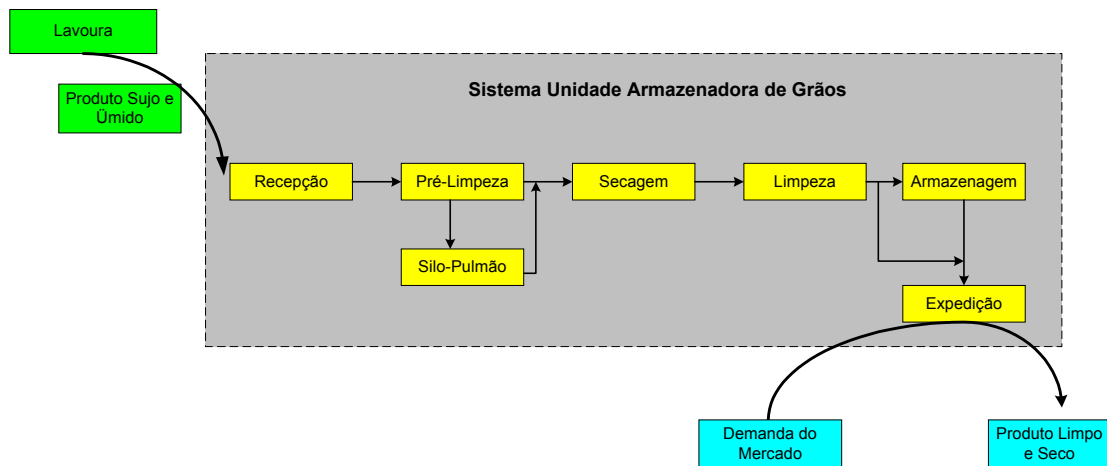 Lavoura
Produto Sujo e
Úmido
Sistema Unidade Armazenadora de Grãos
Recepção
Pré-Limpeza
Secagem
Limpeza
Armazenagem
Silo-Pulmão
Expedição
Demanda do
Mercado
Produto Limpo
e Seco